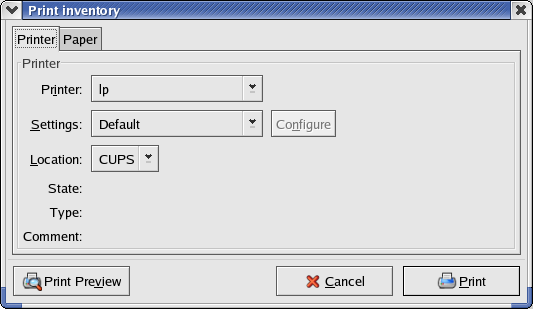 Print inventory
Printer Paper
Printer
Printer: lp
Settings: Default Configure
Location: CUPS
State:
Type:
Comment:
Print Preview Cancel Print